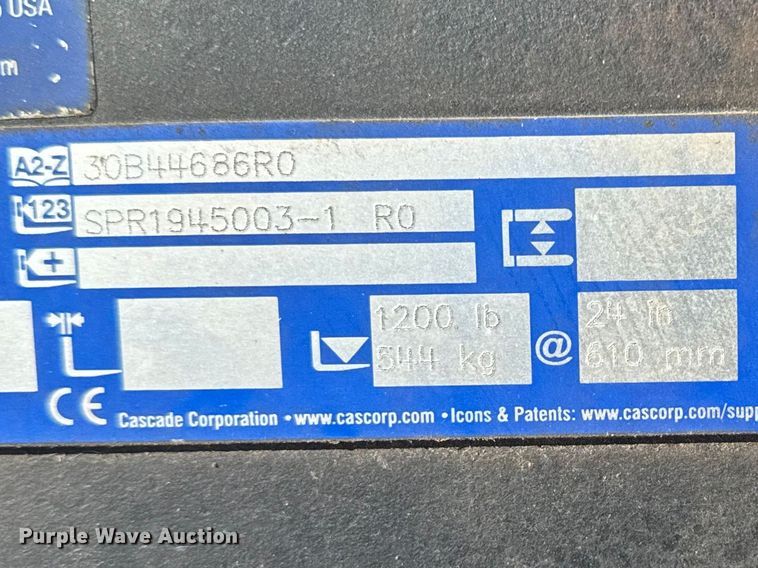 USA
m
A2-Z 30B44686R0
123 SPR1945003-1 R0
+
1200 lb 24 in
544 kg @ 610 mm
CE Cascade Corporation • www.cascorp.com • Icons & Patents: www.cascorp.com/supp
Purple Wave Auction